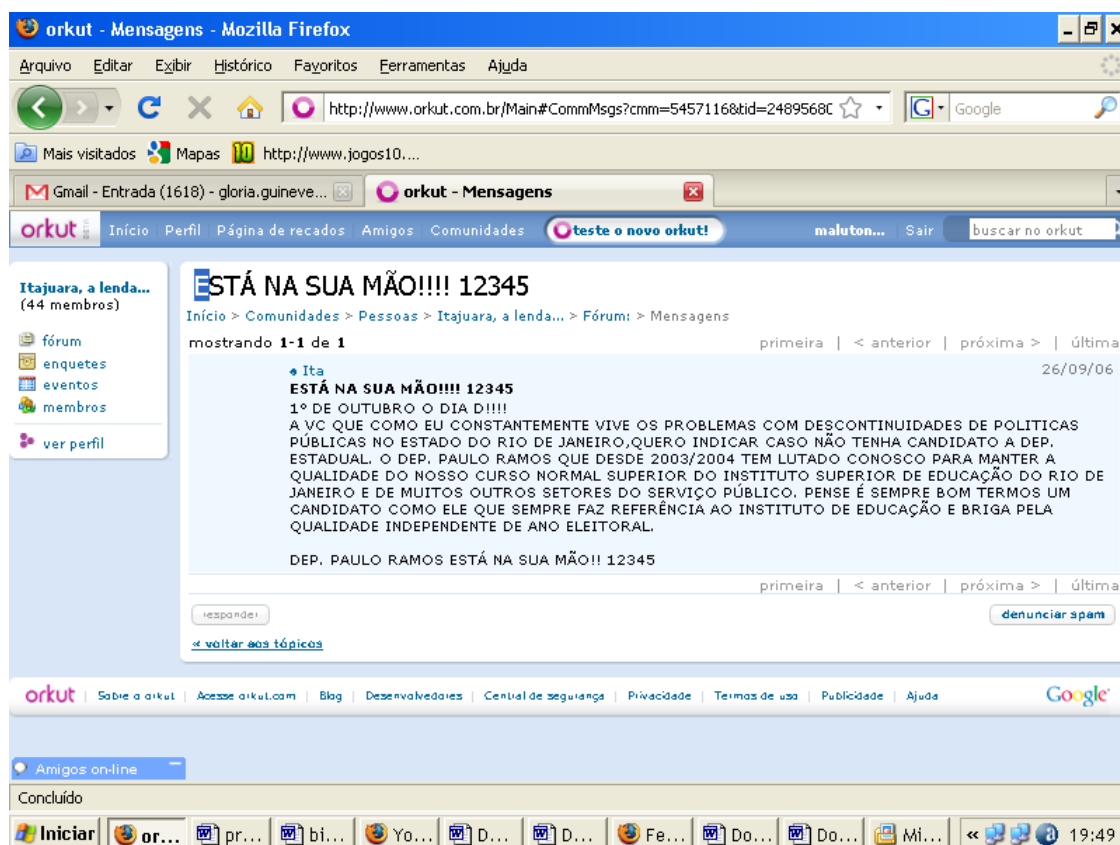 orkut - Mensagens - Mozilla Firefox
Arquivo Editar Exibir Histórico Favoritos Ferramentas Ajuda
http://www.orkut.com.br/Main#CommMsgs?cmm=5457116&tid=24895680 Google
Mais visitados Mapas http://www.jogos10....
Gmail - Entrada (1618) - gloria.guineve... orkut - Mensagens
orkut Início Perfil Página de recados Amigos Comunidades teste o novo orkut! maluton... Sair buscar no orkut
Itajuara, a lenda...
(44 membros)
fórum
enquetes
eventos
membros
ver perfil
ESTÁ NA SUA MÃO!!!! 12345
Início > Comunidades > Pessoas > Itajuara, a lenda... > Fórum: > Mensagens
mostrando 1-1 de 1 primeira | < anterior | próxima > | última
Ita 26/09/06
ESTÁ NA SUA MÃO!!!! 12345
1º DE OUTUBRO O DIA D!!!!
A VC QUE COMO EU CONSTANTEMENTE VIVE OS PROBLEMAS COM DESCONTINUIDADES DE POLITICAS
PÚBLICAS NO ESTADO DO RIO DE JANEIRO,QUERO INDICAR CASO NÃO TENHA CANDIDATO A DEP.
ESTADUAL. O DEP. PAULO RAMOS QUE DESDE 2003/2004 TEM LUTADO CONOSCO PARA MANTER A
QUALIDADE DO NOSSO CURSO NORMAL SUPERIOR DO INSTITUTO SUPERIOR DE EDUCAÇÃO DO RIO DE
JANEIRO E DE MUITOS OUTROS SETORES DO SERVIÇO PÚBLICO. PENSE É SEMPRE BOM TERMOS UM
CANDIDATO COMO ELE QUE SEMPRE FAZ REFERÊNCIA AO INSTITUTO DE EDUCAÇÃO E BRIGA PELA
QUALIDADE INDEPENDENTE DE ANO ELEITORAL.
DEP. PAULO RAMOS ESTÁ NA SUA MÃO!! 12345
primeira | < anterior | próxima > | última
responder denunciar spam
« voltar aos tópicos
orkut | Sobre o orkut | Acesse orkut.com | Blog | Desenvolvedores | Central de segurança | Privacidade | Termos de uso | Publicidade | Ajuda Google
Amigos on-line
Concluído
Iniciar or... pr... bi... Yo... D... D... Fe... Do... Do... Mi... « 19:49